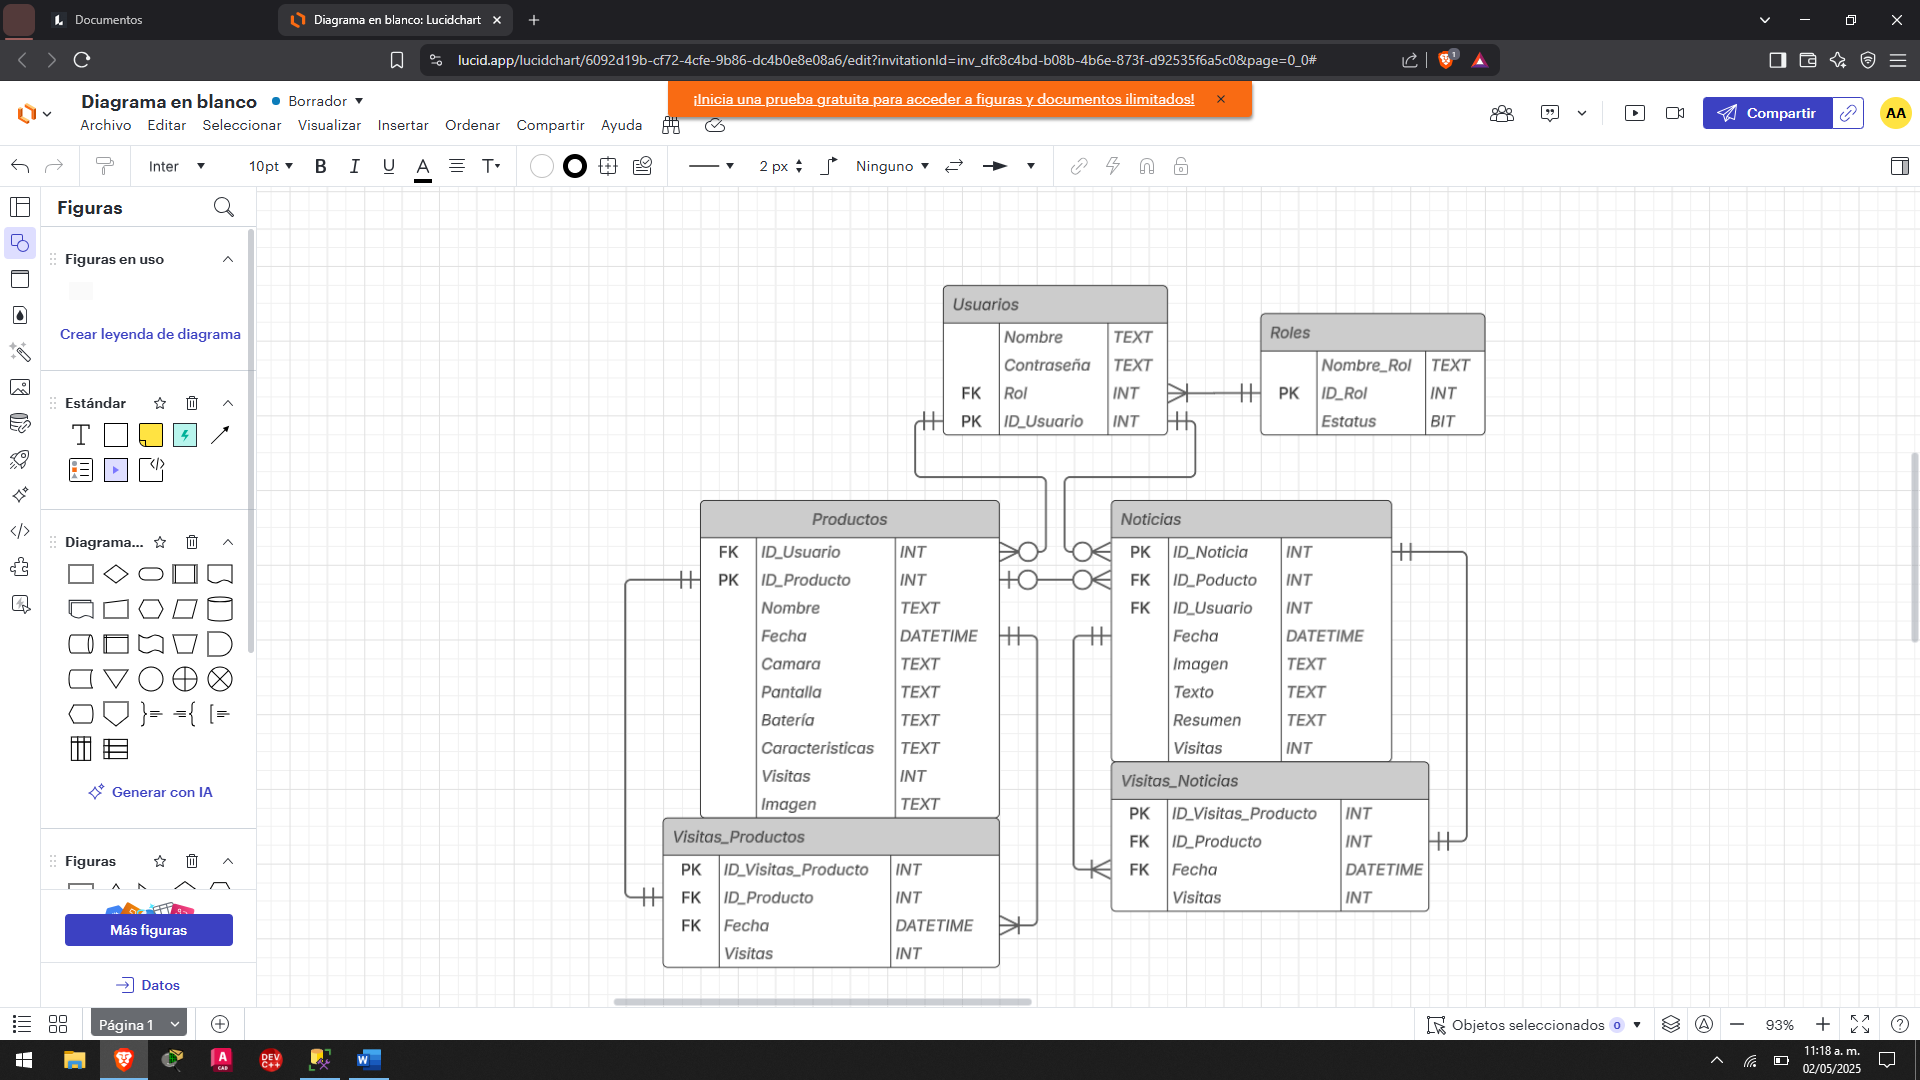 Documentos
Diagrama en blanco: Lucidchart
lucid.app/lucidchart/6092d19b-cf72-4cfe-9b86-dc4b0e8e08a6/edit?invitationId=inv_dfc8c4bd-b08b-4b6e-873f-d92535f6a5c0&page=0_0#
1
Diagrama en blanco
Borrador
¡Inicia una prueba gratuita para acceder a figuras y documentos ilimitados!
Archivo Editar Seleccionar Visualizar Insertar Ordenar Compartir Ayuda
Compartir
AA
Inter 10pt B I U A T 2 px Ninguno
Figuras
Figuras en uso
Crear leyenda de diagrama
Estándar
T
Diagrama...
Generar con IA
Figuras
Más figuras
Datos
Usuarios
Nombre TEXT
Contraseña TEXT
FK Rol INT
PK ID_Usuario INT
Roles
Nombre_Rol TEXT
PK ID_Rol INT
Estatus BIT
Productos
FK ID_Usuario INT
PK ID_Producto INT
Nombre TEXT
Fecha DATETIME
Camara TEXT
Pantalla TEXT
Batería TEXT
Caracteristicas TEXT
Visitas INT
Imagen TEXT
Visitas_Productos
PK ID_Visitas_Producto INT
FK ID_Producto INT
FK Fecha DATETIME
Visitas INT
Noticias
PK ID_Noticia INT
FK ID_Poducto INT
FK ID_Usuario INT
Fecha DATETIME
Imagen TEXT
Texto TEXT
Resumen TEXT
Visitas INT
Visitas_Noticias
PK ID_Visitas_Producto INT
FK ID_Producto INT
FK Fecha DATETIME
Visitas INT
Página 1
Objetos seleccionados 0
93%
A CAD
DEV C++
W
11:18 a. m.
02/05/2025